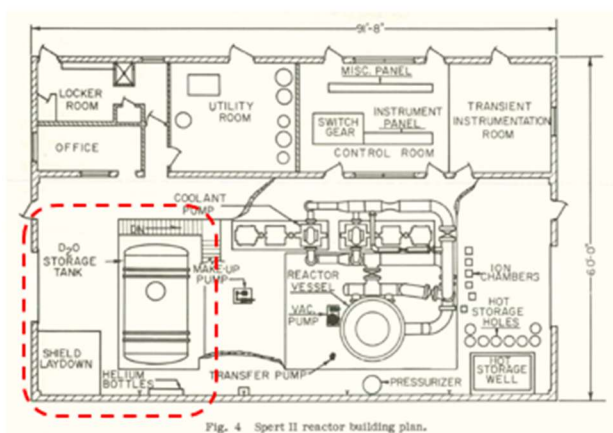 91'-8"
MISC. PANEL
LOCKER
ROOM
UTILITY
ROOM
SWITCH
GEAR
INSTRUMENT
PANEL
CONTROL ROOM
TRANSIENT
INSTRUMENTATION
ROOM
OFFICE
60'-0"
COOLANT
PUMP
DN
D2O
STORAGE
TANK
MAKE-UP
PUMP
REACTOR
VESSEL
VAC.
PUMP
ION
CHAMBERS
HOT
STORAGE
HOLES
SHIELD
LAYDOWN
HELIUM
BOTTLES
TRANSFER PUMP
PRESSURIZER
HOT
STORAGE
WELL
Fig. 4 Spert II reactor building plan.